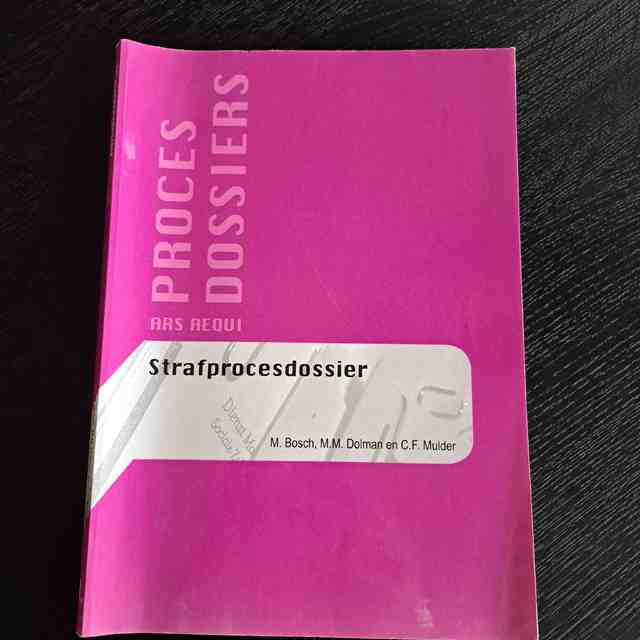 PROCES
DOSSIERS
ARS AEQUI
Strafprocesdossier
M. Bosch, M.M. Dolman en C.F. Mulder